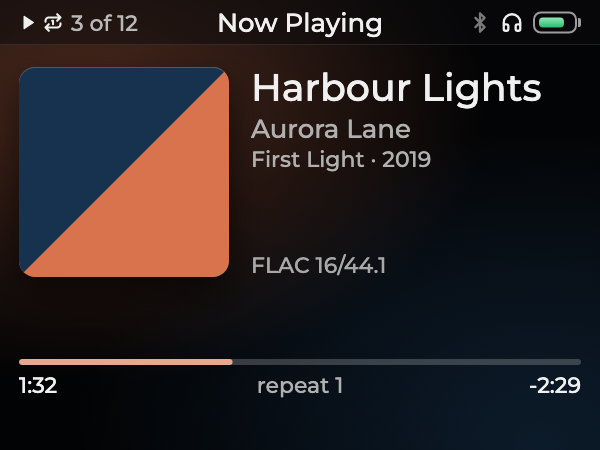 3 of 12 Now Playing
Harbour Lights
Aurora Lane
First Light · 2019
FLAC 16/44.1
1:32 repeat 1 -2:29